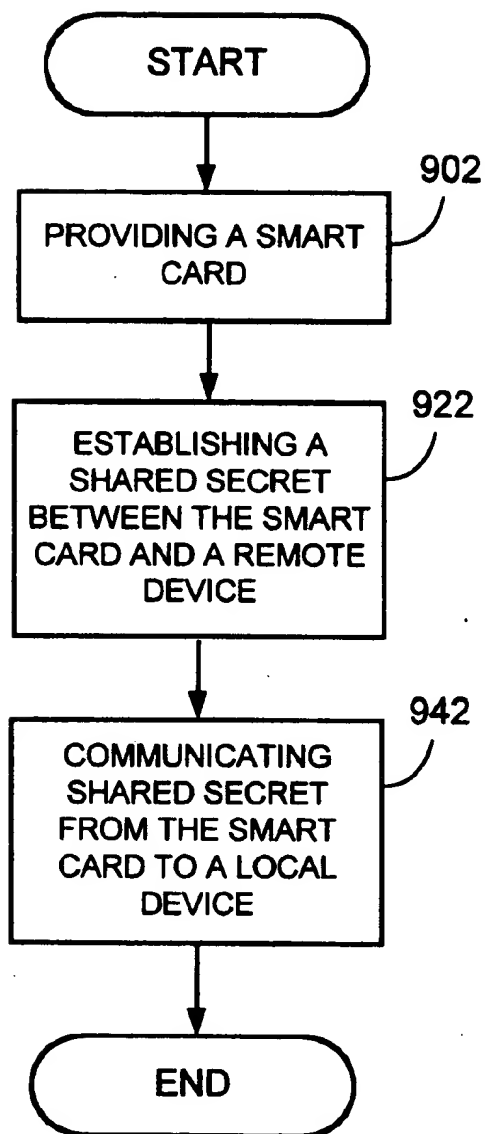 START
902
PROVIDING A SMART
CARD
922
ESTABLISHING A
SHARED SECRET
BETWEEN THE SMART
CARD AND A REMOTE
DEVICE
942
COMMUNICATING
SHARED SECRET
FROM THE SMART
CARD TO A LOCAL
DEVICE
END